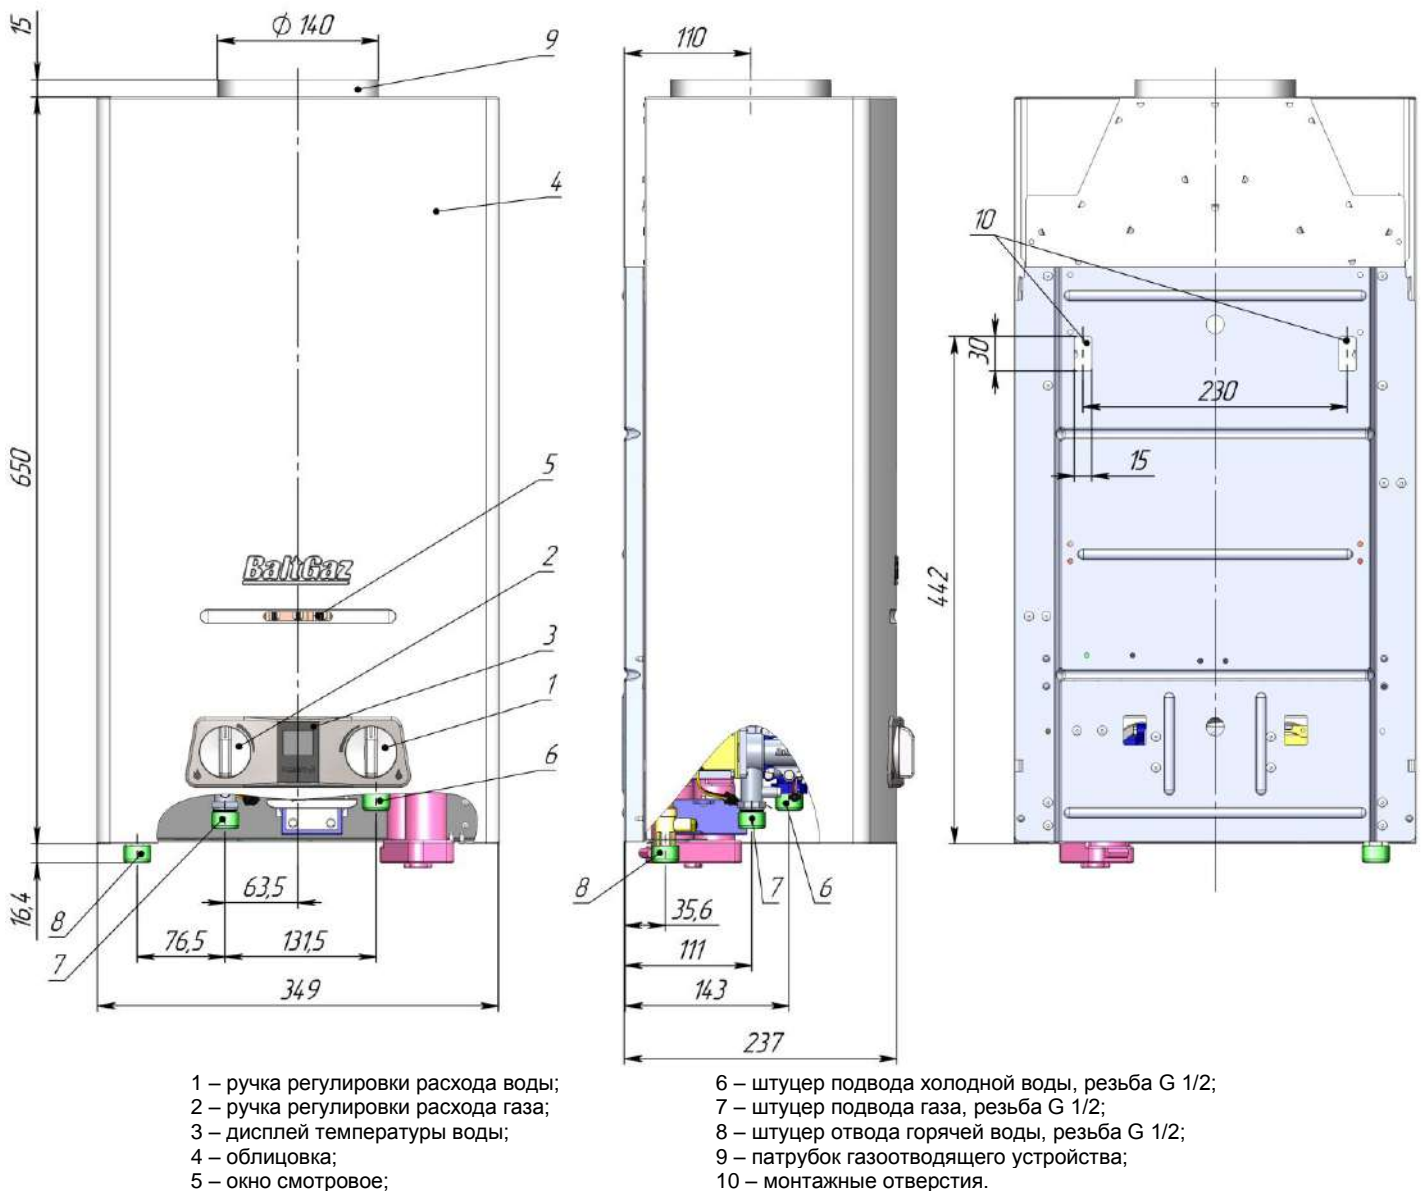 15
Ф 140
9
110
4
10
30
230
15
650
5
BaltGaz
2
442
3
1
6
8
7
6
16,4
8
63,5
35,6
76,5
131,5
111
7
349
143
237
1 – ручка регулировки расхода воды;
2 – ручка регулировки расхода газа;
3 – дисплей температуры воды;
4 – облицовка;
5 – окно смотровое;
6 – штуцер подвода холодной воды, резьба G 1/2;
7 – штуцер подвода газа, резьба G 1/2;
8 – штуцер отвода горячей воды, резьба G 1/2;
9 – патрубок газоотводящего устройства;
10 – монтажные отверстия.